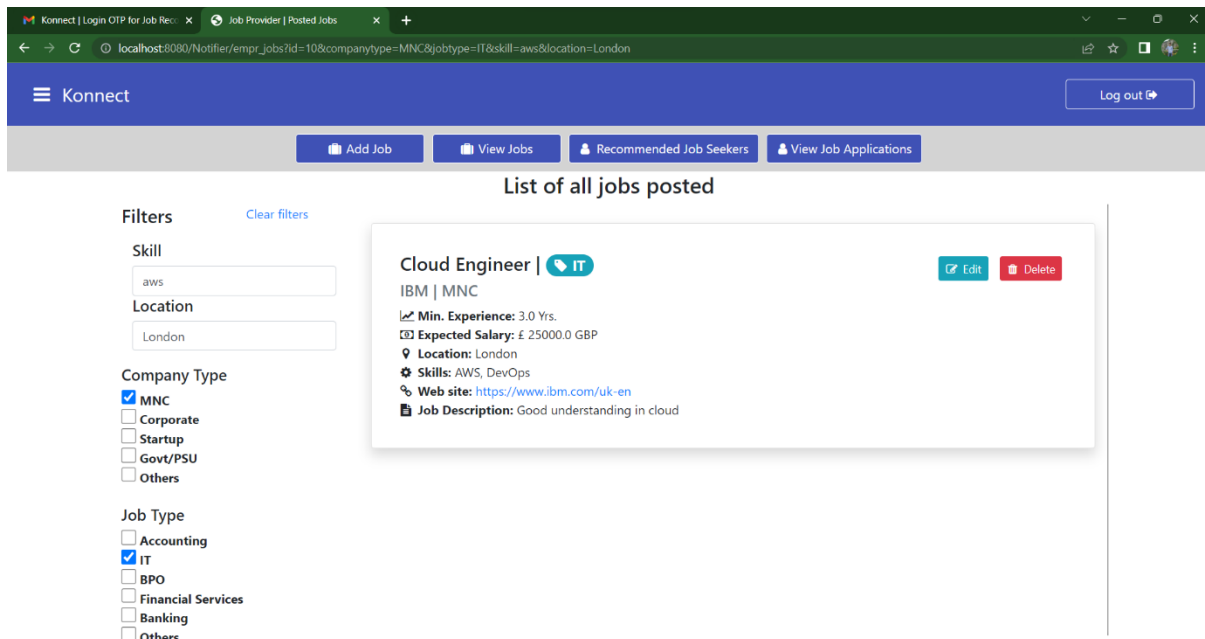 Konnect | Login OTP for Job Reco
Job Provider | Posted Jobs
localhost:8080/Notifier/empr_jobs?id=10&companytype=MNC&jobtype=IT&skill=aws&location=London
Konnect
Log out
Add Job
View Jobs
Recommended Job Seekers
View Job Applications
List of all jobs posted
Filters
Clear filters
Skill
aws
Location
London
Company Type
MNC
Corporate
Startup
Govt/PSU
Others
Job Type
Accounting
IT
BPO
Financial Services
Banking
Others
Cloud Engineer | IT
Edit
Delete
IBM | MNC
Min. Experience: 3.0 Yrs.
Expected Salary: £ 25000.0 GBP
Location: London
Skills: AWS, DevOps
Web site: https://www.ibm.com/uk-en
Job Description: Good understanding in cloud